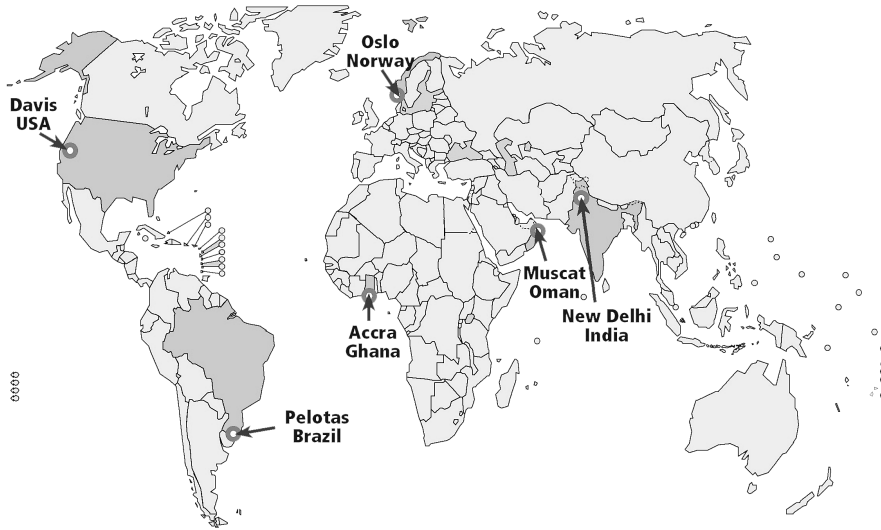 Oslo
Norway
Davis
USA
Muscat
Oman
New Delhi
India
Accra
Ghana
Pelotas
Brazil